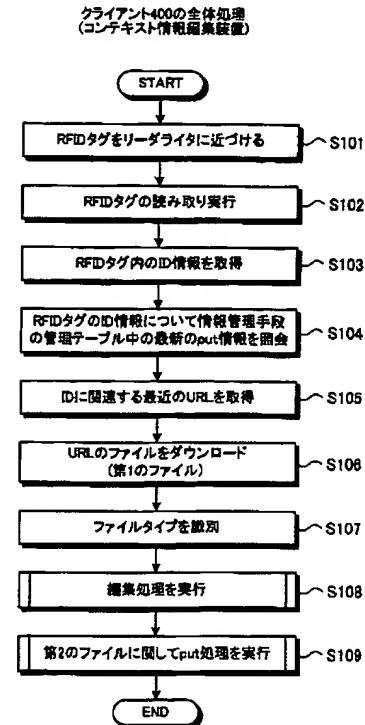 クライアント400の全体処理
(コンテキスト情報編集装置)
START
RFIDタグをリーダライタに近づける
S101
RFIDタグの読み取り実行
S102
RFIDタグ内のID情報を取得
S103
RFIDタグのID情報について情報管理手段
の管理テーブル中の最新のput情報を照会
S104
IDに関連する最近のURLを取得
S105
URLのファイルをダウンロード
(第1のファイル)
S106
ファイルタイプを識別
S107
編集処理を実行
S108
第2のファイルに関してput処理を実行
S109
END